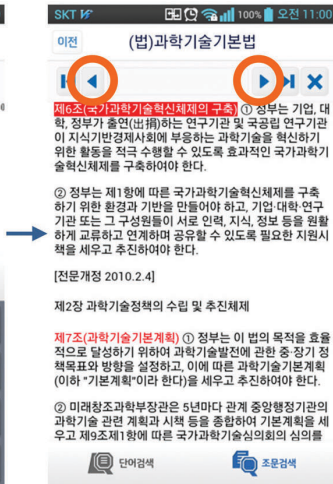 SKT 100% 오전 11:00
이전 (법)과학기술기본법
제6조(국가과학기술혁신체제의 구축) ① 정부는 기업, 대
학, 정부가 출연(出捐)하는 연구기관 및 국공립 연구기관
이 지식기반경제사회에 부응하는 과학기술을 혁신하기
위한 활동을 적극 수행할 수 있도록 효과적인 국가과학기
술혁신체제를 구축하여야 한다.
② 정부는 제1항에 따른 국가과학기술혁신체제를 구축
하기 위한 환경과 기반을 만들어야 하고, 기업·대학·연구
기관 또는 그 구성원들이 서로 인력, 지식, 정보 등을 원활
하게 교류하고 연계하며 공유할 수 있도록 필요한 지원시
책을 세우고 추진하여야 한다.
[전문개정 2010.2.4]
제2장 과학기술정책의 수립 및 추진체제
제7조(과학기술기본계획) ① 정부는 이 법의 목적을 효율
적으로 달성하기 위하여 과학기술발전에 관한 중·장기 정
책목표와 방향을 설정하고, 이에 따른 과학기술기본계획
(이하 "기본계획"이라 한다)을 세우고 추진하여야 한다.
② 미래창조과학부장관은 5년마다 관계 중앙행정기관의
과학기술 관련 계획과 시책 등을 종합하여 기본계획을 세
우고 제9조제1항에 따른 국가과학기술심의회의 심의를
단어검색 조문검색